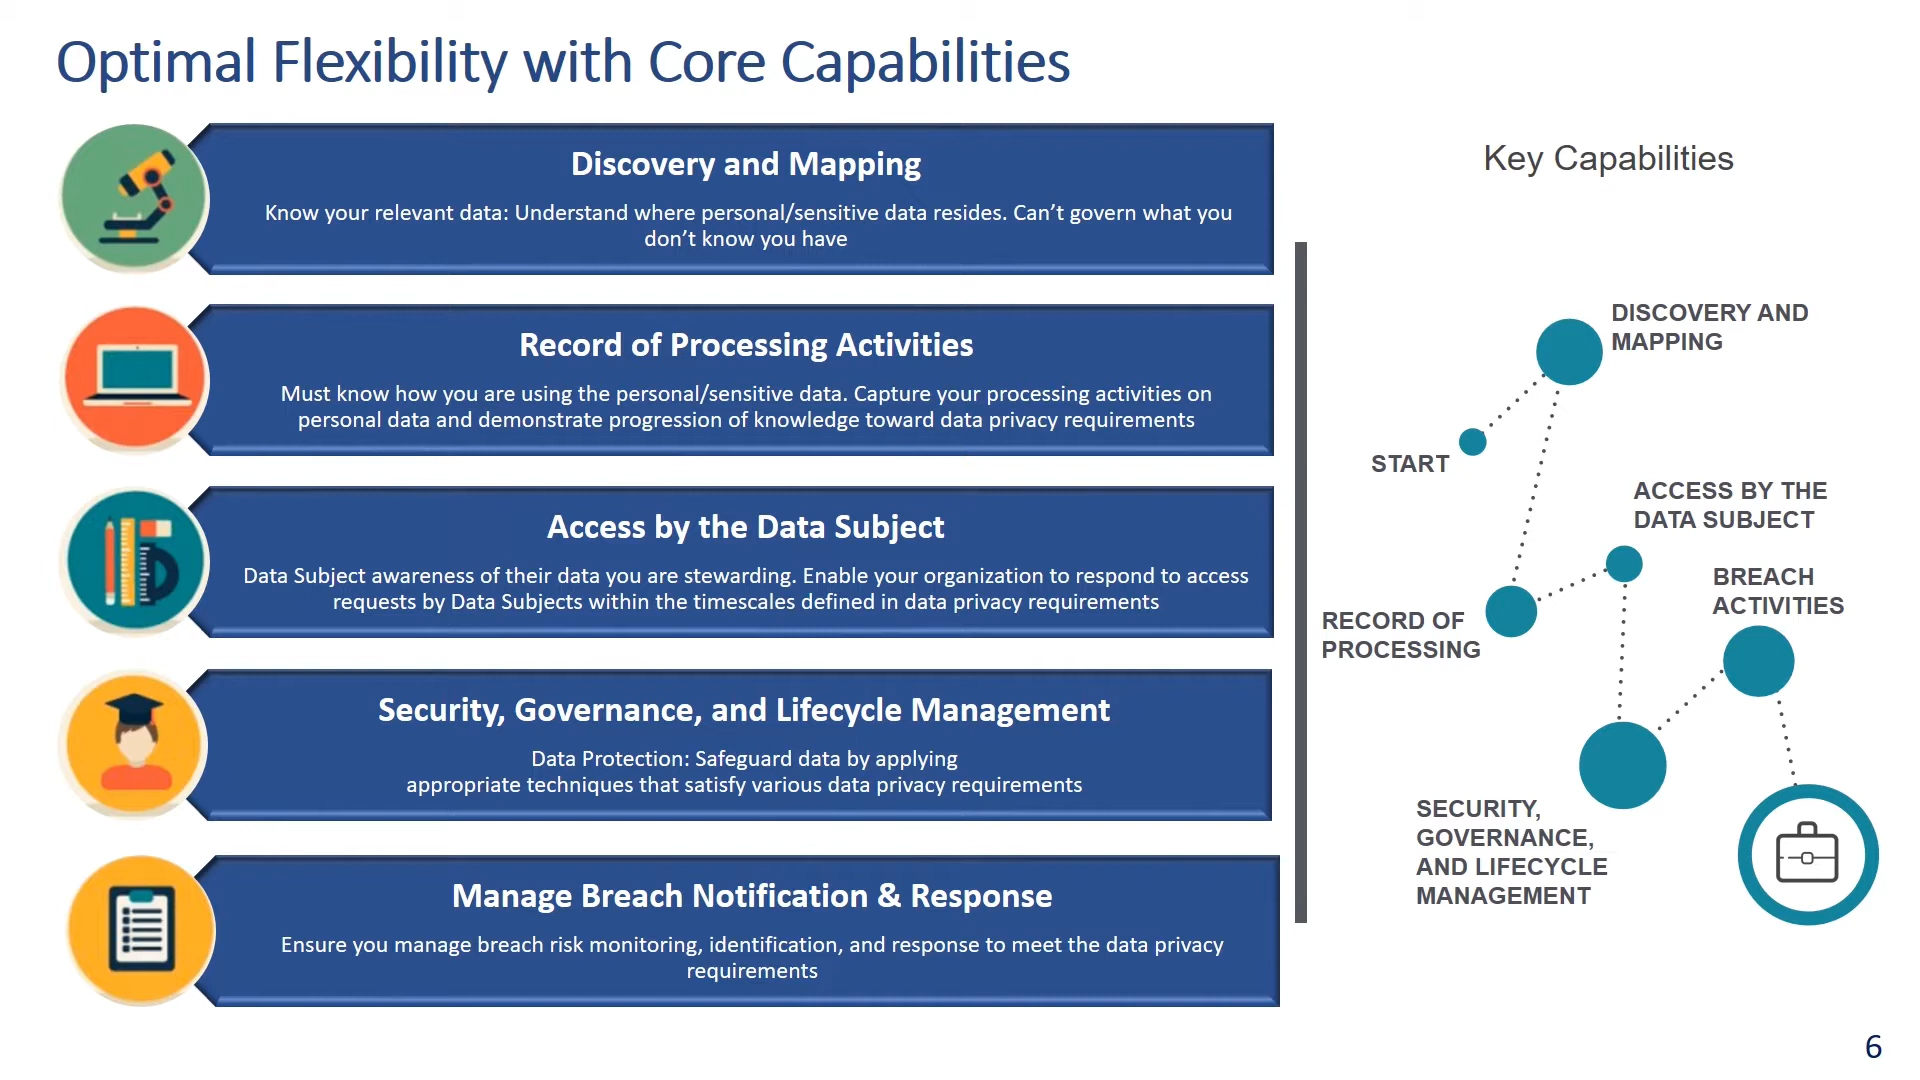 Optimal Flexibility with Core Capabilities
Discovery and Mapping
Know your relevant data: Understand where personal/sensitive data resides. Can’t govern what you
don’t know you have
Record of Processing Activities
Must know how you are using the personal/sensitive data. Capture your processing activities on
personal data and demonstrate progression of knowledge toward data privacy requirements
Access by the Data Subject
Data Subject awareness of their data you are stewarding. Enable your organization to respond to access
requests by Data Subjects within the timescales defined in data privacy requirements
Security, Governance, and Lifecycle Management
Data Protection: Safeguard data by applying
appropriate techniques that satisfy various data privacy requirements
Manage Breach Notification & Response
Ensure you manage breach risk monitoring, identification, and response to meet the data privacy
requirements
Key Capabilities
DISCOVERY AND
MAPPING
START
ACCESS BY THE
DATA SUBJECT
BREACH
ACTIVITIES
RECORD OF
PROCESSING
SECURITY,
GOVERNANCE,
AND LIFECYCLE
MANAGEMENT
6